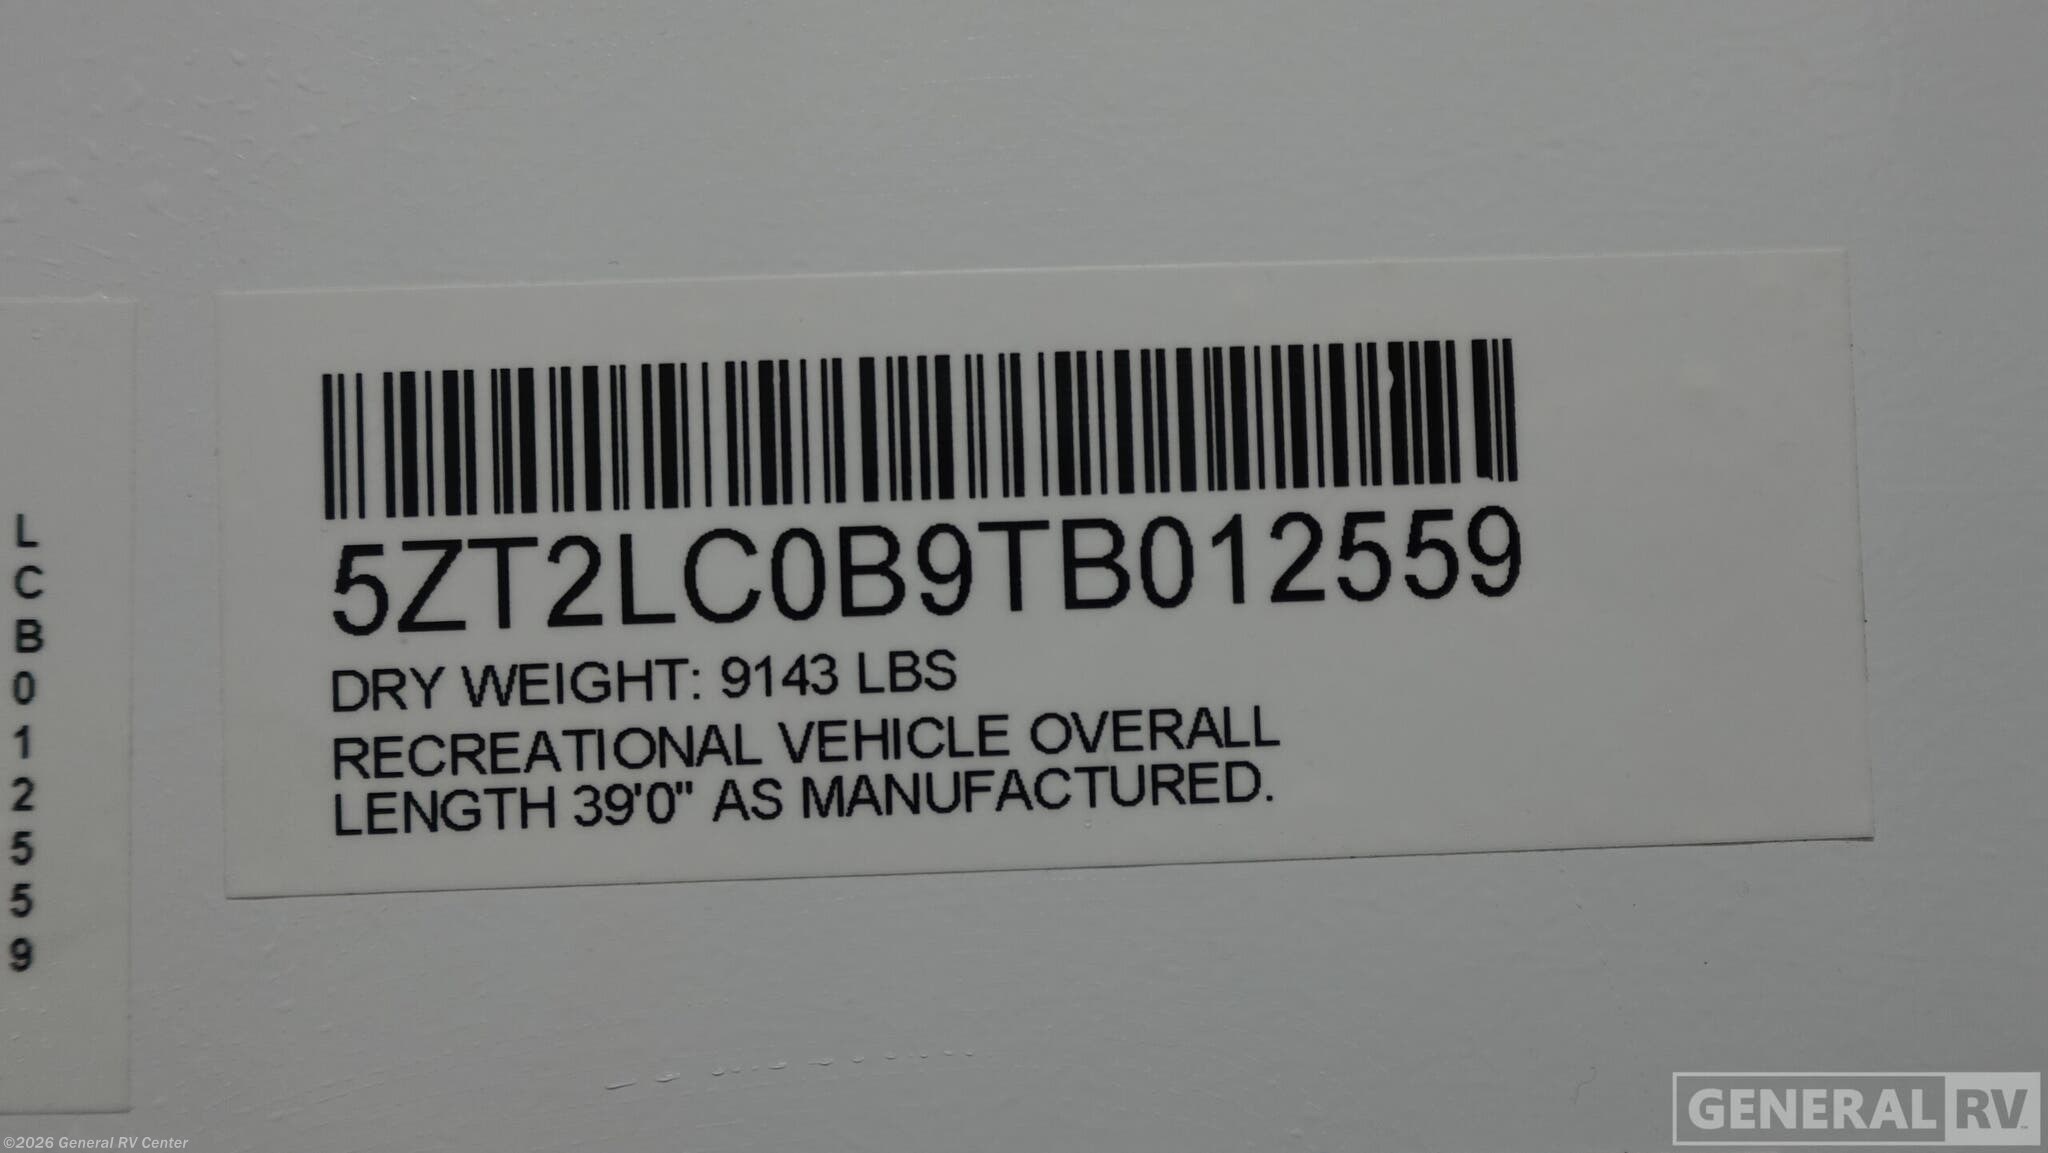 5ZT2LC0B9TB012559
DRY WEIGHT: 9143 LBS
RECREATIONAL VEHICLE OVERALL
LENGTH 39'0" AS MANUFACTURED.
L
C
B
0
1
2
5
5
9
GENERAL RV
©2026 General RV Center